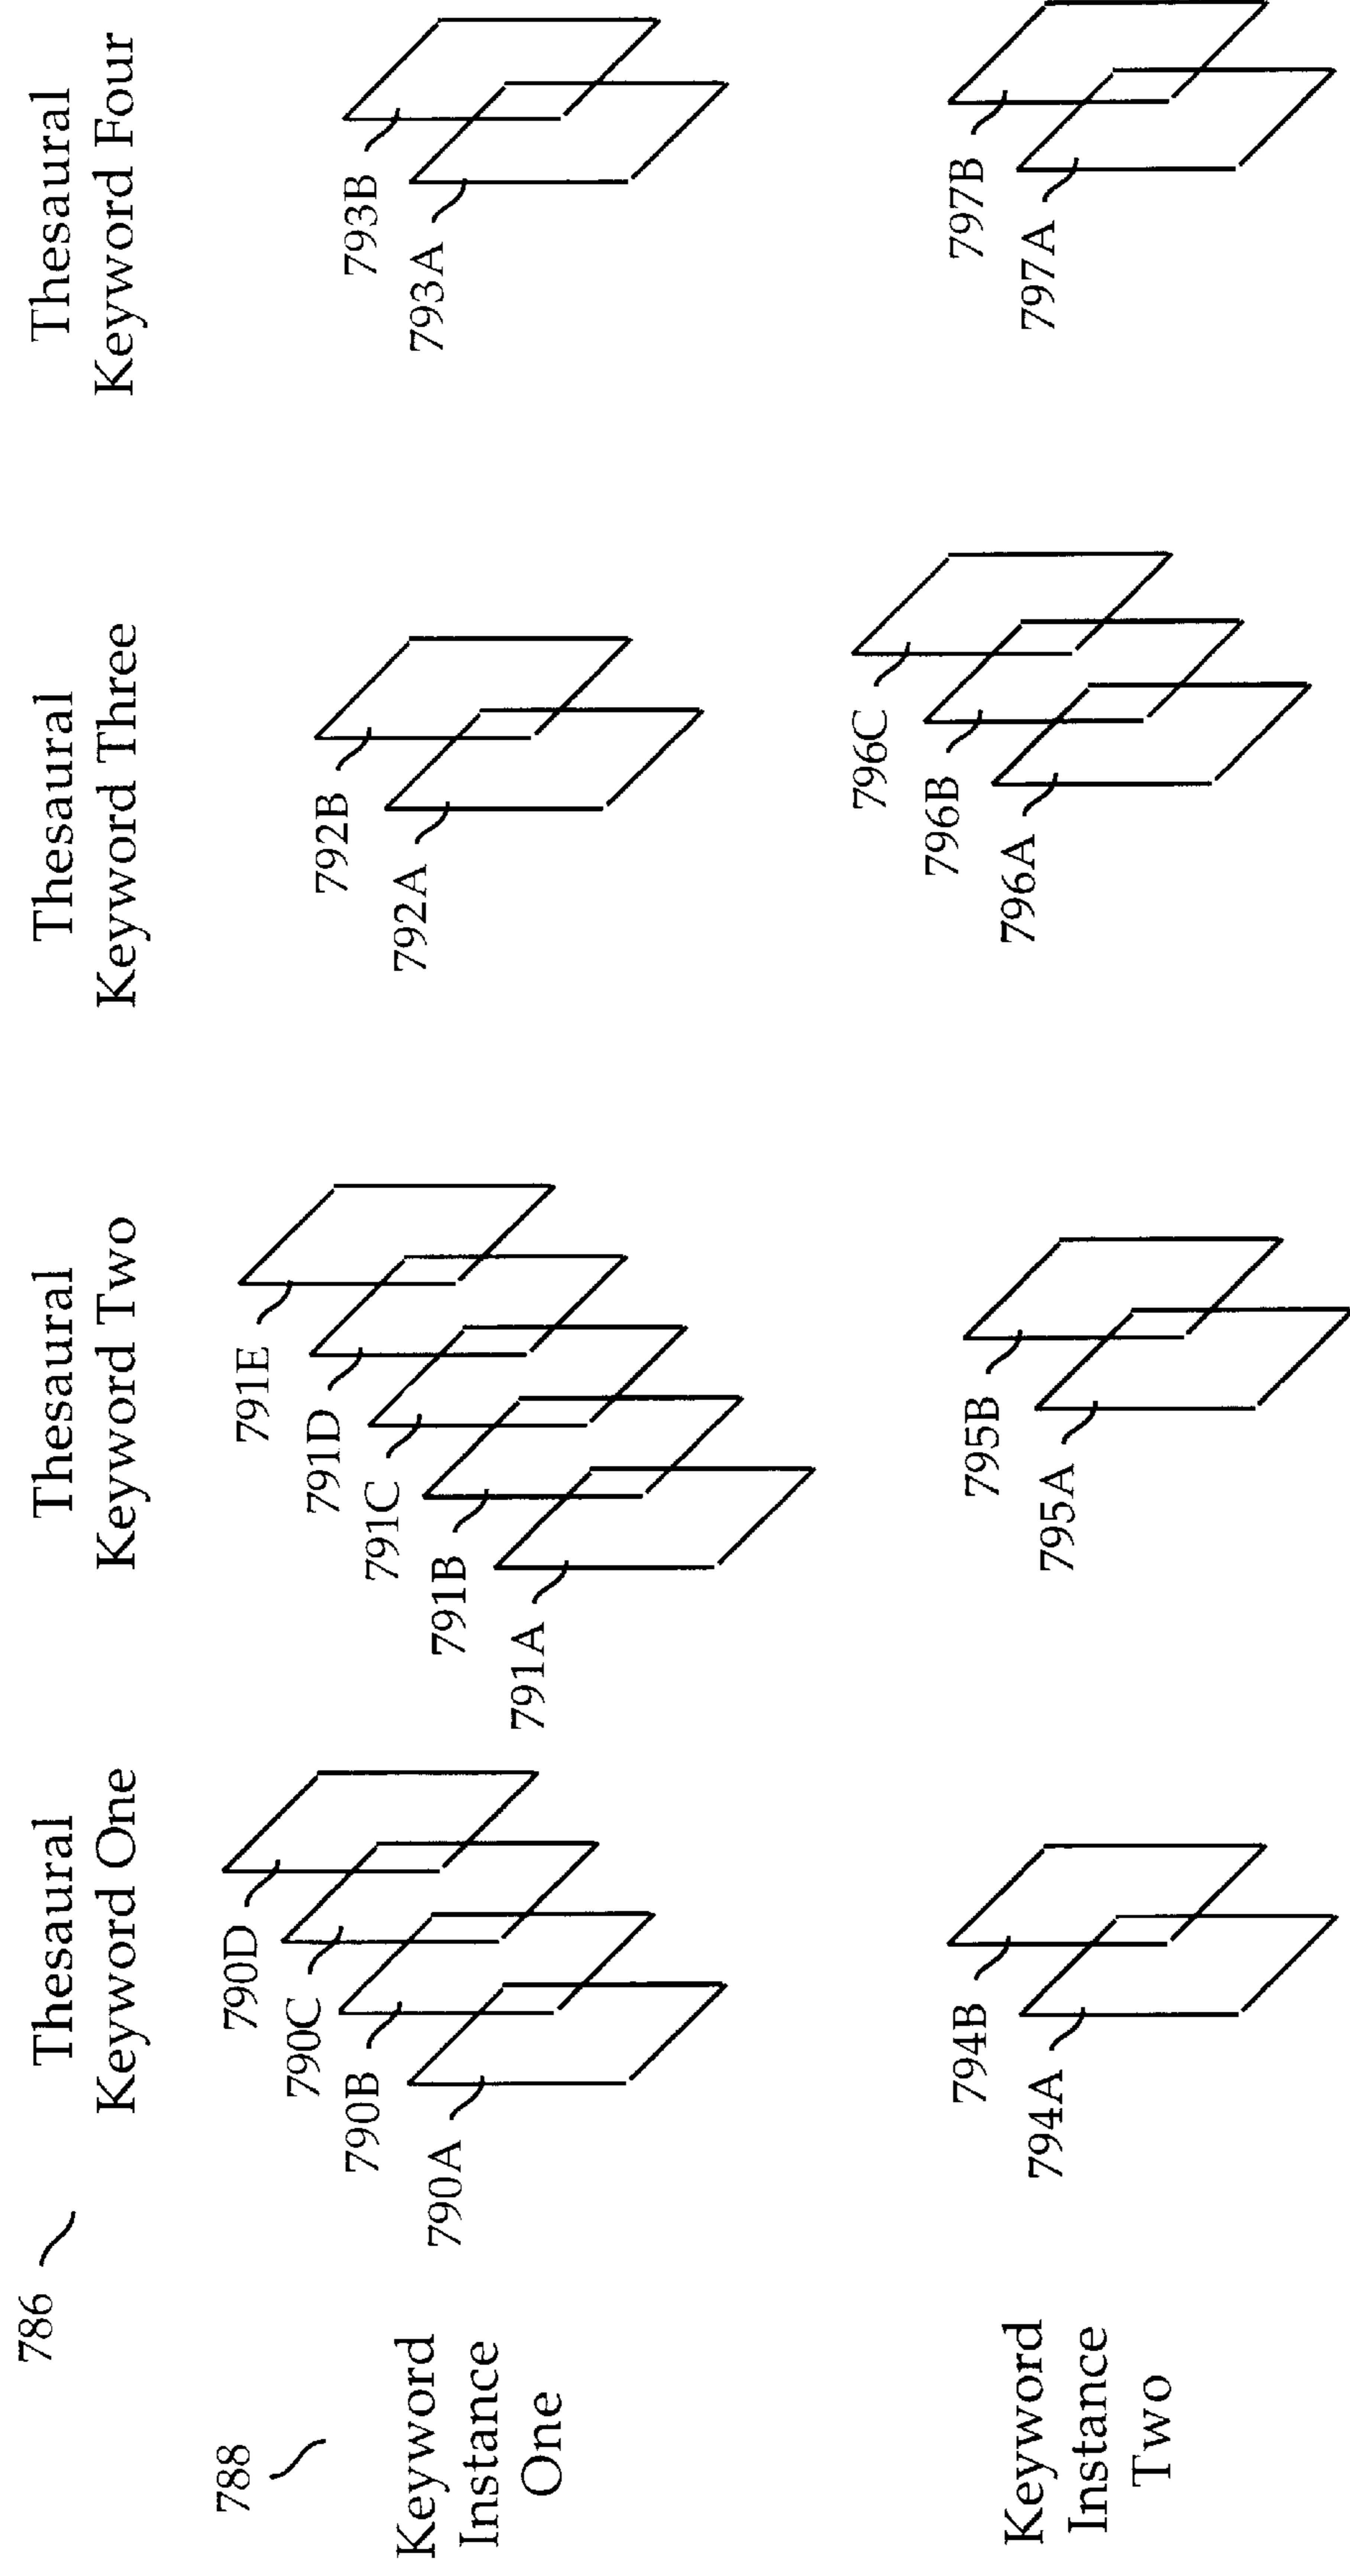 786
Thesaural
Keyword One
Thesaural
Keyword Two
Thesaural
Keyword Three
Thesaural
Keyword Four
788
Keyword
Instance
One
790D
790C
790B
790A
791E
791D
791C
791B
791A
792B
792A
793B
793A
Keyword
Instance
Two
794B
794A
795B
795A
796C
796B
796A
797B
797A